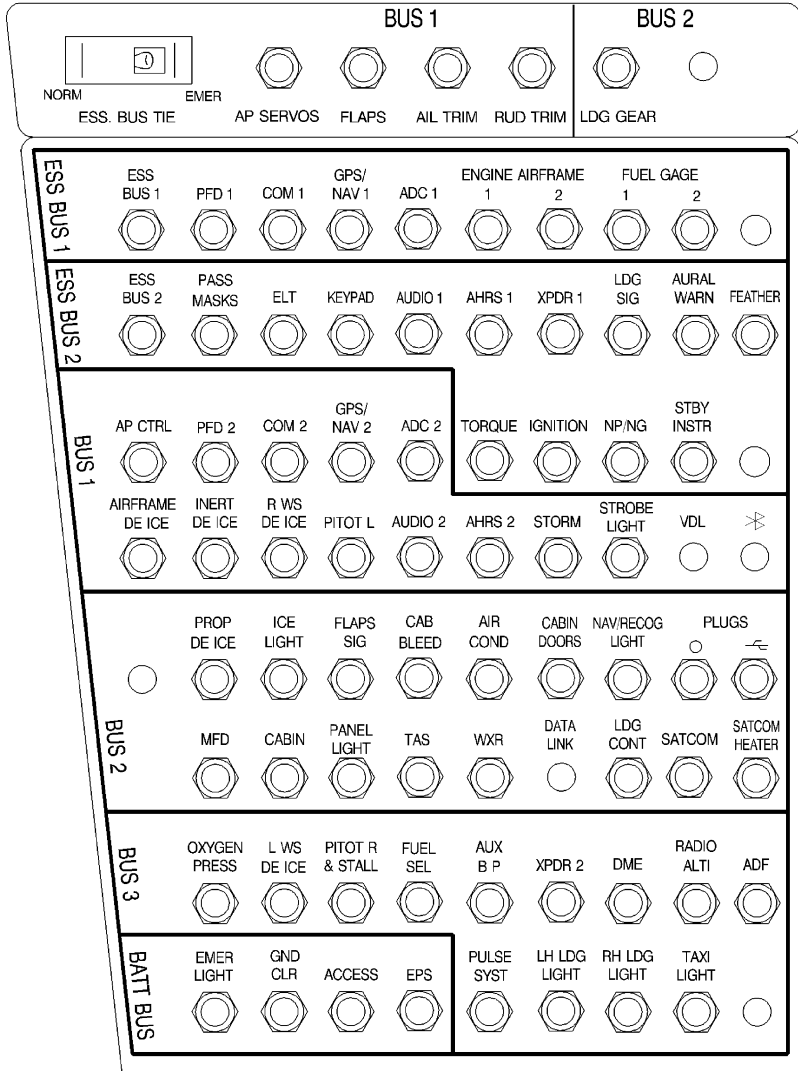 BUS 1
BUS 2
NORM
EMER
ESS. BUS TIE
AP SERVOS
FLAPS
AIL TRIM
RUD TRIM
LDG GEAR
ESS BUS 1
ESS
BUS 1
PFD 1
COM 1
GPS/
NAV 1
ADC 1
ENGINE AIRFRAME
1
2
FUEL GAGE
1
2
ESS BUS 2
ESS
BUS 2
PASS
MASKS
ELT
KEYPAD
AUDIO 1
AHRS 1
XPDR 1
LDG
SIG
AURAL
WARN
FEATHER
TORQUE
IGNITION
NP/NG
STBY
INSTR
BUS 1
AP CTRL
PFD 2
COM 2
GPS/
NAV 2
ADC 2
AIRFRAME
DE ICE
INERT
DE ICE
R WS
DE ICE
PITOT L
AUDIO 2
AHRS 2
STORM
STROBE
LIGHT
VDL
BUS 2
PROP
DE ICE
ICE
LIGHT
FLAPS
SIG
CAB
BLEED
AIR
COND
CABIN
DOORS
NAV/RECOG
LIGHT
PLUGS
MFD
CABIN
PANEL
LIGHT
TAS
WXR
DATA
LINK
LDG
CONT
SATCOM
SATCOM
HEATER
BUS 3
OXYGEN
PRESS
L WS
DE ICE
PITOT R
& STALL
FUEL
SEL
AUX
B P
XPDR 2
DME
RADIO
ALTI
ADF
PULSE
SYST
LH LDG
LIGHT
RH LDG
LIGHT
TAXI
LIGHT
BATT BUS
EMER
LIGHT
GND
CLR
ACCESS
EPS